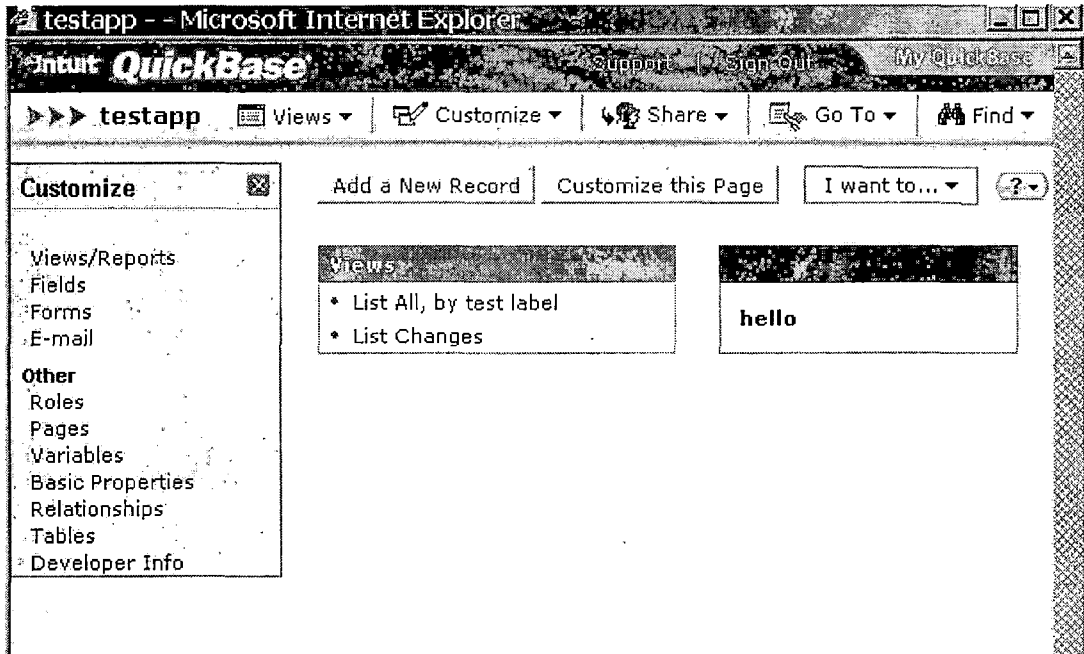 testapp - - Microsoft Internet Explorer
Intuit QuickBase Support | Sign Out My QuickBase
testapp Views Customize Share Go To Find
Customize
Add a New Record Customize this Page I want to... ?
Views/Reports
Fields
Forms
E-mail
Other
Roles
Pages
Variables
Basic Properties
Relationships
Tables
Developer Info
Views
• List All, by test label
• List Changes
hello